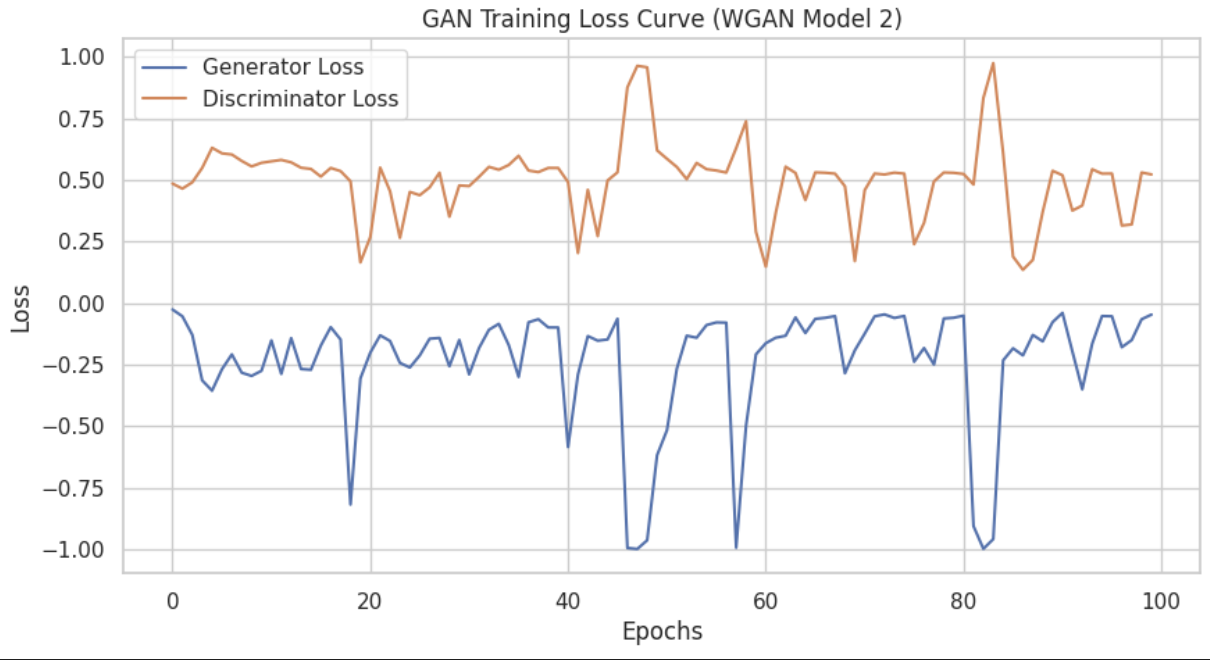 GAN Training Loss Curve (WGAN Model 2)
Generator Loss
Discriminator Loss
1.00
0.75
0.50
0.25
0.00
−0.25
−0.50
−0.75
−1.00
Loss
0 20 40 60 80 100
Epochs